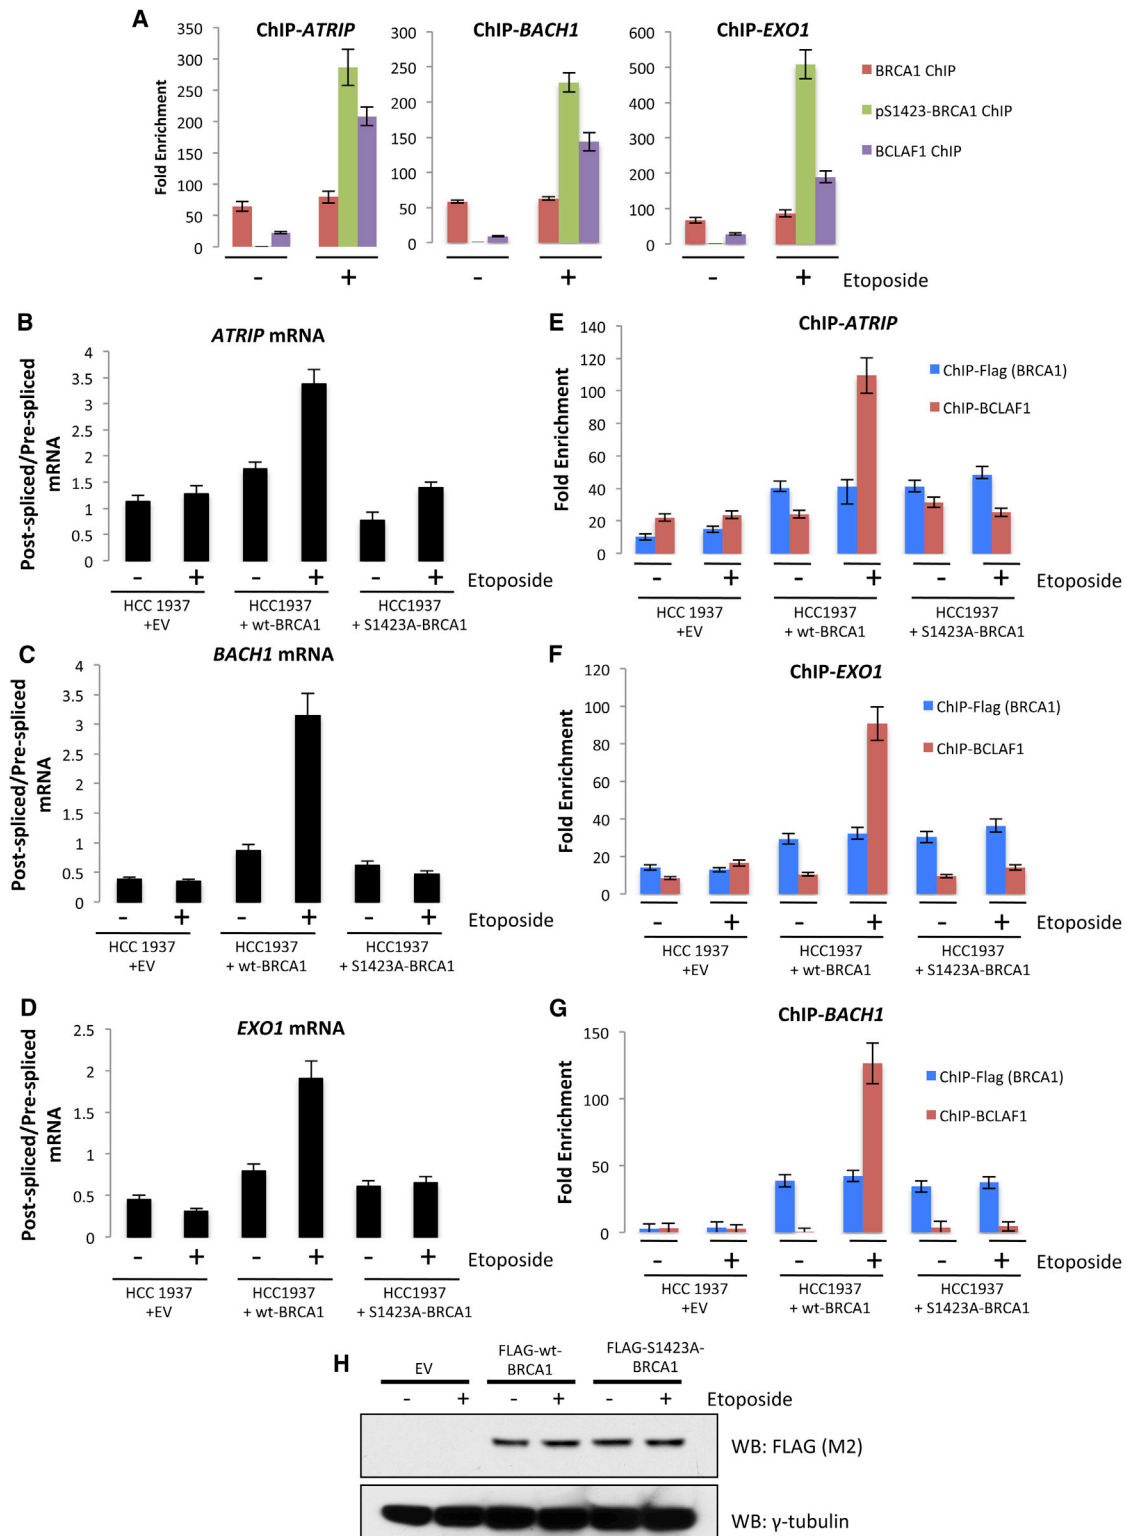 A
ChIP-ATRIP
ChIP-BACH1
ChIP-EXO1
Fold Enrichment
350
300
250
200
150
100
50
0
300
250
200
150
100
50
0
600
500
400
300
200
100
0
BRCA1 ChIP
pS1423-BRCA1 ChIP
BCLAF1 ChIP
- + - + - + Etoposide
B
ATRIP mRNA
Post-spliced/Pre-spliced
mRNA
4
3.5
3
2.5
2
1.5
1
0.5
0
- + - + - + Etoposide
HCC 1937
+EV
HCC1937
+ wt-BRCA1
HCC1937
+ S1423A-BRCA1
E
ChIP-ATRIP
Fold Enrichment
140
120
100
80
60
40
20
0
ChIP-Flag (BRCA1)
ChIP-BCLAF1
- + - + - + Etoposide
HCC 1937
+EV
HCC1937
+ wt-BRCA1
HCC1937
+ S1423A-BRCA1
C
BACH1 mRNA
Post-spliced/Pre-spliced
mRNA
4
3.5
3
2.5
2
1.5
1
0.5
0
- + - + - + Etoposide
HCC 1937
+EV
HCC1937
+ wt-BRCA1
HCC1937
+ S1423A-BRCA1
F
ChIP-EXO1
Fold Enrichment
120
100
80
60
40
20
0
ChIP-Flag (BRCA1)
ChIP-BCLAF1
- + - + - + Etoposide
HCC 1937
+EV
HCC1937
+ wt-BRCA1
HCC1937
+ S1423A-BRCA1
D
EXO1 mRNA
Post-spliced/Pre-spliced
mRNA
2.5
2
1.5
1
0.5
0
- + - + - + Etoposide
HCC 1937
+EV
HCC1937
+ wt-BRCA1
HCC1937
+ S1423A-BRCA1
G
ChIP-BACH1
Fold Enrichment
150
100
50
0
ChIP-Flag (BRCA1)
ChIP-BCLAF1
- + - + - + Etoposide
HCC 1937
+EV
HCC1937
+ wt-BRCA1
HCC1937
+ S1423A-BRCA1
H
EV
FLAG-wt-
BRCA1
FLAG-S1423A-
BRCA1
- + - + - + Etoposide
WB: FLAG (M2)
WB: γ-tubulin